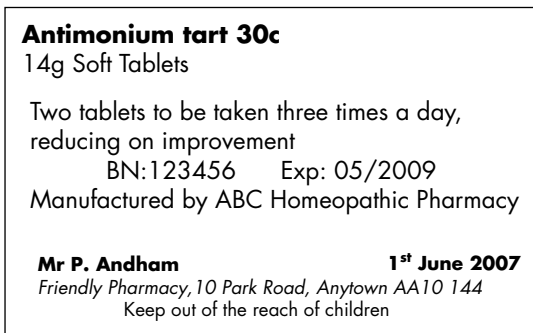 Antimonium tart 30c
14g Soft Tablets
Two tablets to be taken three times a day,
reducing on improvement
BN:123456 Exp: 05/2009
Manufactured by ABC Homeopathic Pharmacy
Mr P. Andham 1st June 2007
Friendly Pharmacy,10 Park Road, Anytown AA10 144
Keep out of the reach of children